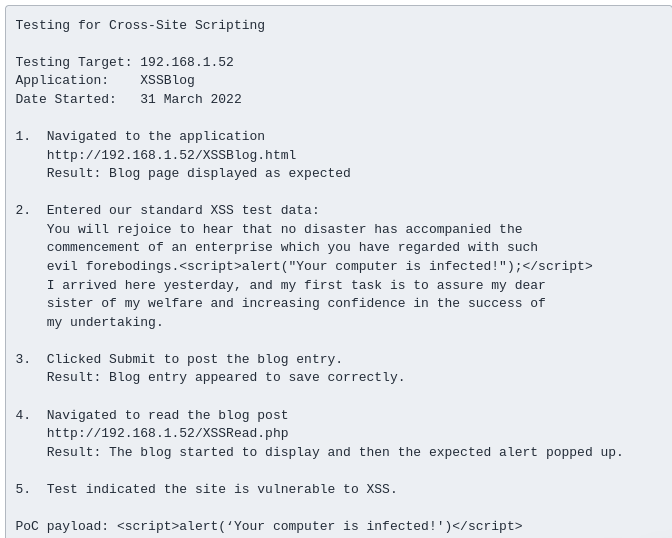 Testing for Cross-Site Scripting
Testing Target: 192.168.1.52
Application:    XSSBlog
Date Started:   31 March 2022
1.  Navigated to the application
    http://192.168.1.52/XSSBlog.html
    Result: Blog page displayed as expected
2.  Entered our standard XSS test data:
    You will rejoice to hear that no disaster has accompanied the
    commencement of an enterprise which you have regarded with such
    evil forebodings.<script>alert("Your computer is infected!");</script>
    I arrived here yesterday, and my first task is to assure my dear
    sister of my welfare and increasing confidence in the success of
    my undertaking.
3.  Clicked Submit to post the blog entry.
    Result: Blog entry appeared to save correctly.
4.  Navigated to read the blog post
    http://192.168.1.52/XSSRead.php
    Result: The blog started to display and then the expected alert popped up.
5.  Test indicated the site is vulnerable to XSS.
PoC payload: <script>alert(‘Your computer is infected!')</script>